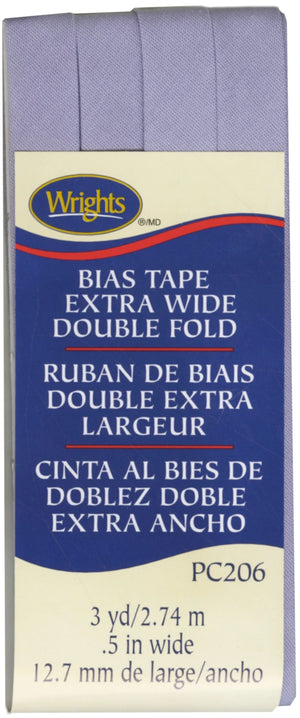 Wrights
®/MD
BIAS TAPE
EXTRA WIDE
DOUBLE FOLD
RUBAN DE BIAIS
DOUBLE EXTRA
LARGEUR
CINTA AL BIES DE
DOBLEZ DOBLE
EXTRA ANCHO
PC206
3 yd/2.74 m
.5 in wide
12.7 mm de large/ancho